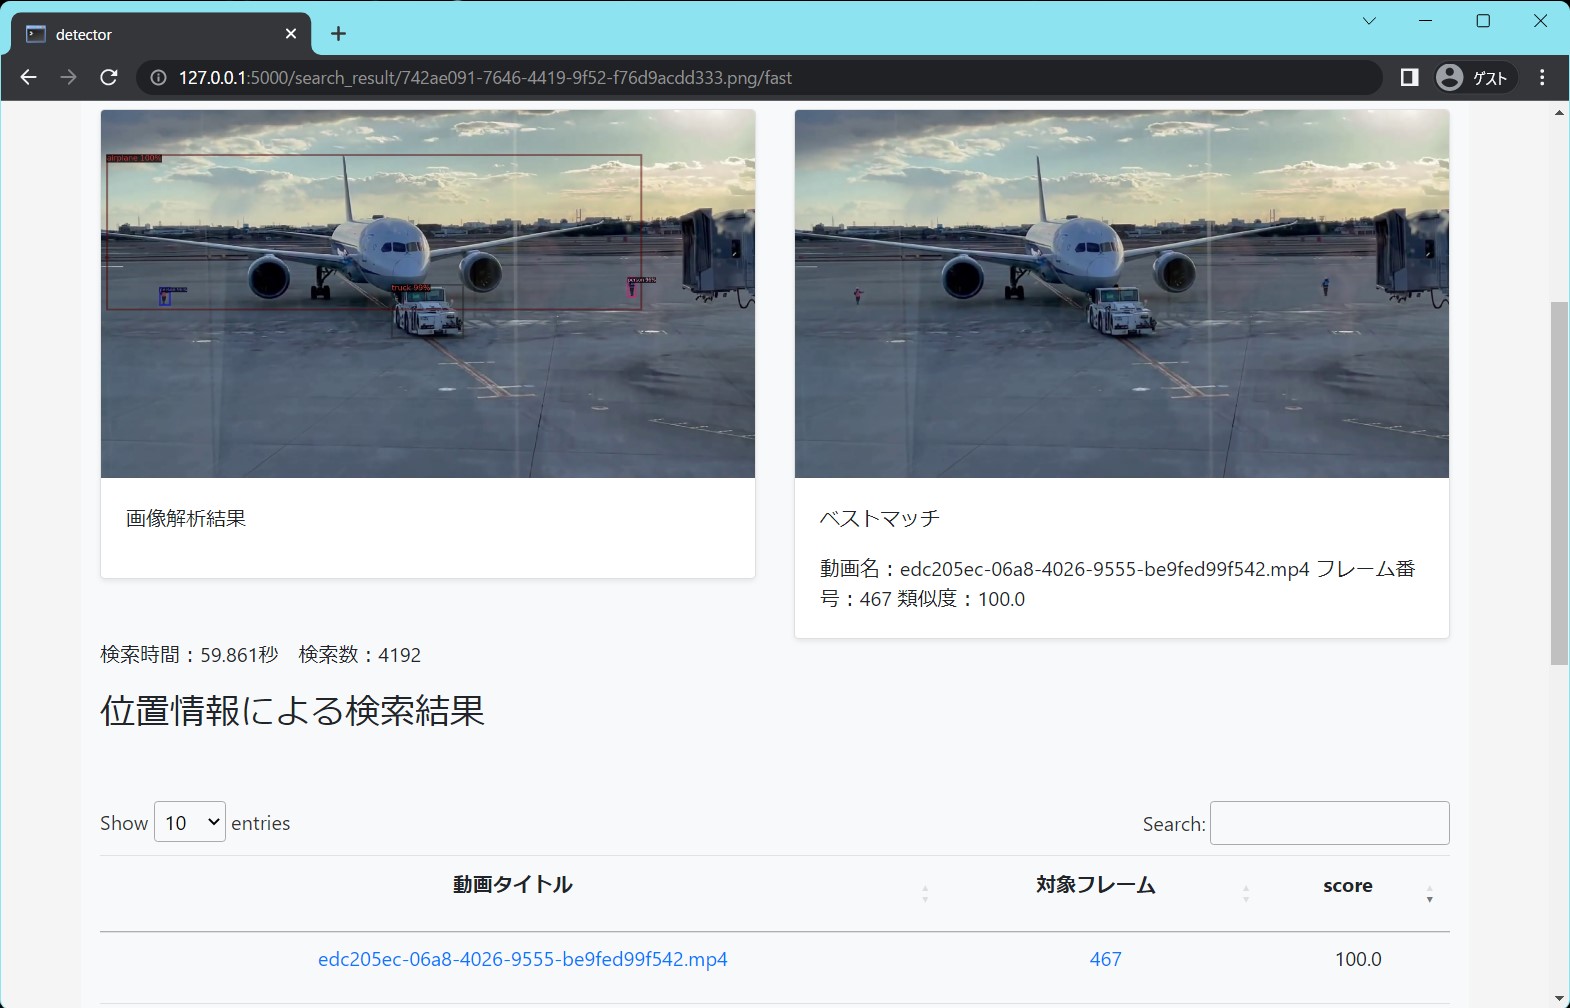 detector
127.0.0.1:5000/search_result/742ae091-7646-4419-9f52-f76d9acdd333.png/fast
ゲスト
airplane 100%
truck 99%
画像解析結果
ベストマッチ
動画名：edc205ec-06a8-4026-9555-be9fed99f542.mp4 フレーム番
号：467 類似度：100.0
検索時間：59.861秒　検索数：4192
位置情報による検索結果
Show 10 entries
Search:
動画タイトル 対象フレーム score
edc205ec-06a8-4026-9555-be9fed99f542.mp4 467 100.0